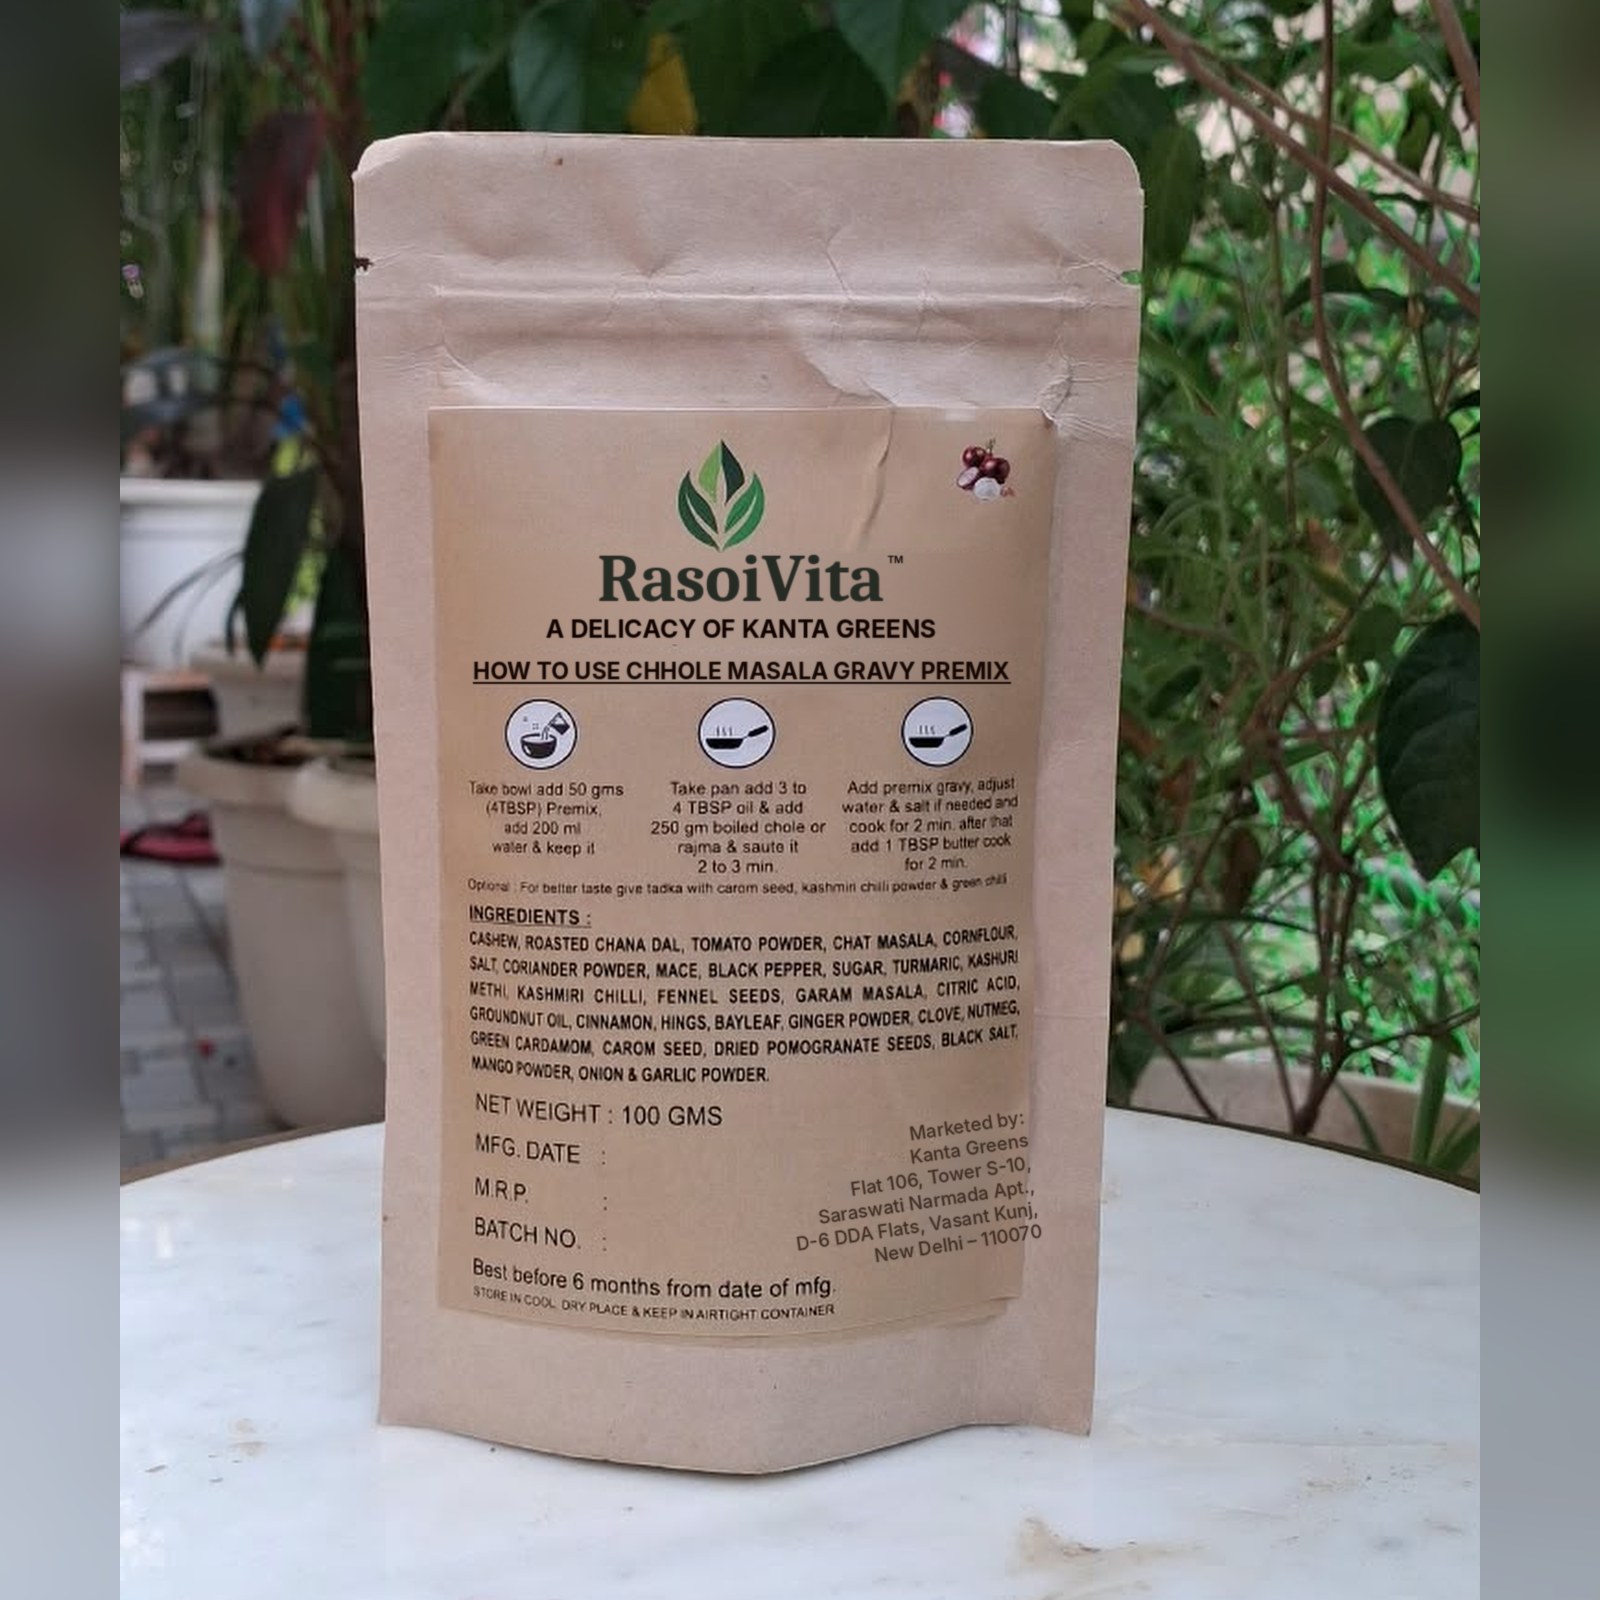 RasoiVita™
A DELICACY OF KANTA GREENS
HOW TO USE CHHOLE MASALA GRAVY PREMIX
Take bowl add 50 gms
(4TBSP) Premix,
add 200 ml
water & keep it
Take pan add 3 to
4 TBSP oil & add
250 gm boiled chole or
rajma & saute it
2 to 3 min.
Add premix gravy, adjust
water & salt if needed and
cook for 2 min. after that
add 1 TBSP butter cook
for 2 min.
Optional : For better taste give tadka with carom seed, kashmiri chilli powder & green chilli
INGREDIENTS :
CASHEW, ROASTED CHANA DAL, TOMATO POWDER, CHAT MASALA, CORNFLOUR,
SALT, CORIANDER POWDER, MACE, BLACK PEPPER, SUGAR, TURMARIC, KASHURI
METHI, KASHMIRI CHILLI, FENNEL SEEDS, GARAM MASALA, CITRIC ACID,
GROUNDNUT OIL, CINNAMON, HINGS, BAYLEAF, GINGER POWDER, CLOVE, NUTMEG,
GREEN CARDAMOM, CAROM SEED, DRIED POMOGRANATE SEEDS, BLACK SALT,
MANGO POWDER, ONION & GARLIC POWDER.
NET WEIGHT : 100 GMS
MFG. DATE :
M.R.P. :
BATCH NO. :
Best before 6 months from date of mfg.
STORE IN COOL, DRY PLACE & KEEP IN AIRTIGHT CONTAINER
Marketed by:
Kanta Greens
Flat 106, Tower S-10,
Saraswati Narmada Apt.,
D-6 DDA Flats, Vasant Kunj,
New Delhi – 110070